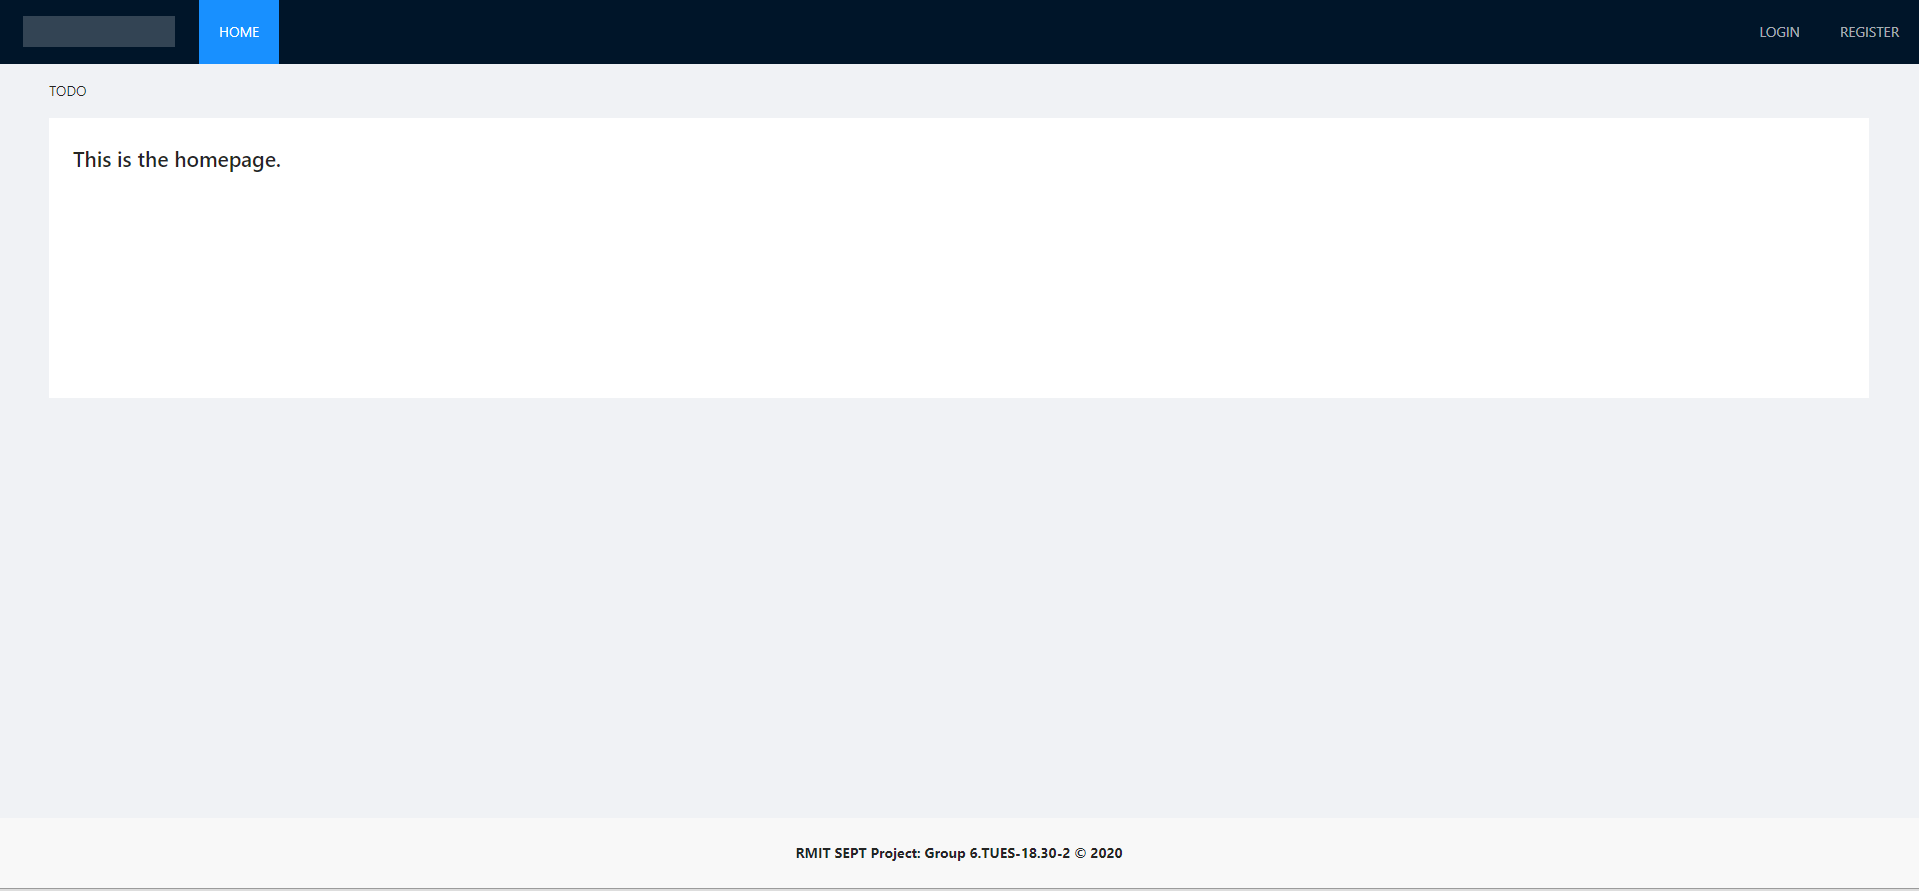 HOME LOGIN REGISTER
TODO
This is the homepage.
RMIT SEPT Project: Group 6.TUES-18.30-2 © 2020